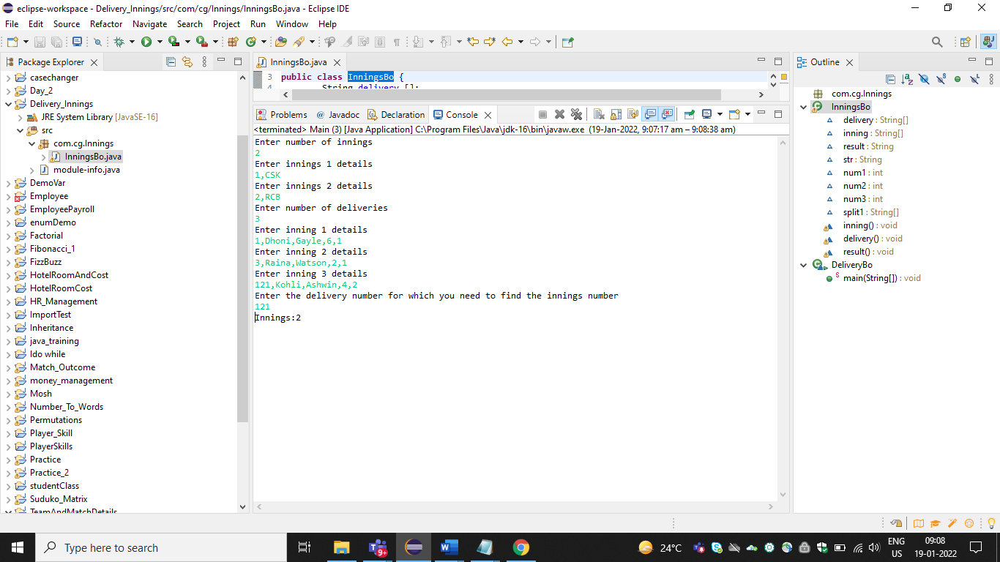 eclipse-workspace - Delivery_Innings/src/com/cg/Innings/InningsBo.java - Eclipse IDE
File Edit Source Refactor Navigate Search Project Run Window Help
Package Explorer
casechanger
Day_2
Delivery_Innings
JRE System Library [JavaSE-16]
src
com.cg.Innings
InningsBo.java
module-info.java
DemoVar
Employee
EmployeePayroll
enumDemo
Factorial
Fibonacci_1
FizzBuzz
HotelRoomAndCost
HotelRoomCost
HR_Management
ImportTest
Inheritance
java_training
Ido while
Match_Outcome
money_management
Mosh
Number_To_Words
Permutations
Player_Skill
PlayerSkills
Practice
Practice_2
studentClass
Suduko_Matrix
TeamAndMatchDetails
InningsBo.java
3 public class InningsBo {
4 String delivery []:
Problems Javadoc Declaration Console
<terminated> Main (3) [Java Application] C:\Program Files\Java\jdk-16\bin\javaw.exe (19-Jan-2022, 9:07:17 am – 9:08:38 am)
Enter number of innings
2
Enter innings 1 details
1,CSK
Enter innings 2 details
2,RCB
Enter number of deliveries
3
Enter inning 1 details
1,Dhoni,Gayle,6,1
Enter inning 2 details
3,Raina,Watson,2,1
Enter inning 3 details
121,Kohli,Ashwin,4,2
Enter the delivery number for which you need to find the innings number
121
Innings:2
Outline
com.cg.Innings
InningsBo
delivery : String[]
inning : String[]
result : String
str : String
num1 : int
num2 : int
num3 : int
split1 : String[]
inning() : void
delivery() : void
result() : void
DeliveryBo
main(String[]) : void
Type here to search
9+
24°C
ENG
US
09:08
19-01-2022